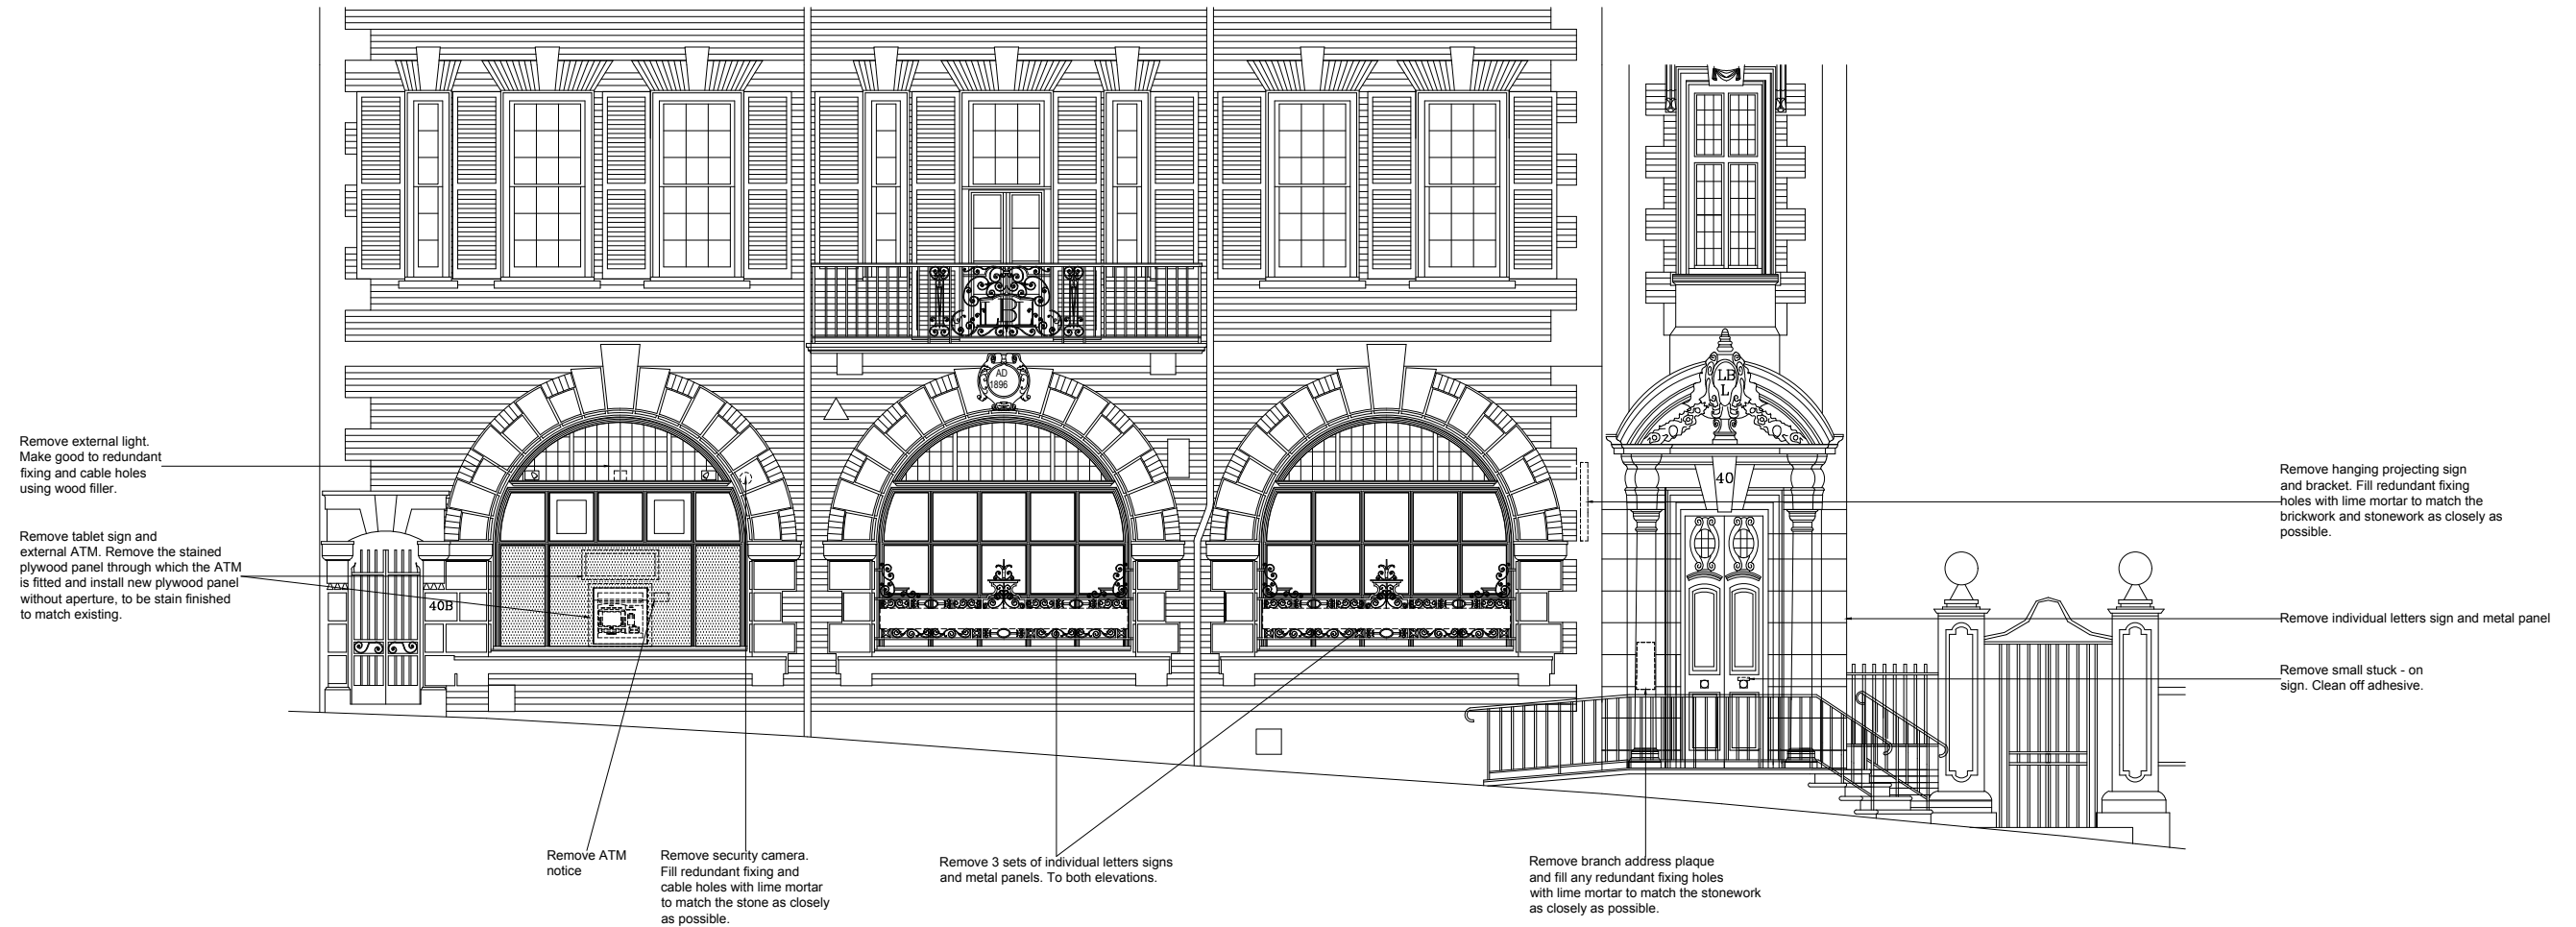 B
AD
1896
LB
L
40
40B
Remove external light.
Make good to redundant
fixing and cable holes
using wood filler.
Remove tablet sign and
external ATM. Remove the stained
plywood panel through which the ATM
is fitted and install new plywood panel
without aperture, to be stain finished
to match existing.
Remove hanging projecting sign
and bracket. Fill redundant fixing
holes with lime mortar to match the
brickwork and stonework as closely as
possible.
Remove individual letters sign and metal panel
Remove small stuck - on
sign. Clean off adhesive.
Remove ATM
notice
Remove security camera.
Fill redundant fixing and
cable holes with lime mortar
to match the stone as closely
as possible.
Remove 3 sets of individual letters signs
and metal panels. To both elevations.
Remove branch address plaque
and fill any redundant fixing holes
with lime mortar to match the stonework
as closely as possible.